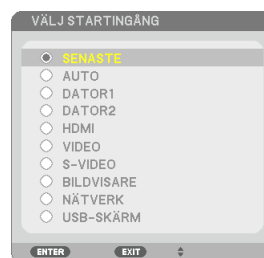 VÄLJ STARTINGÅNG
SENASTE
AUTO
DATOR1
DATOR2
HDMI
VIDEO
S-VIDEO
BILDVISARE
NÄTVERK
USB-SKÄRM
ENTER EXIT